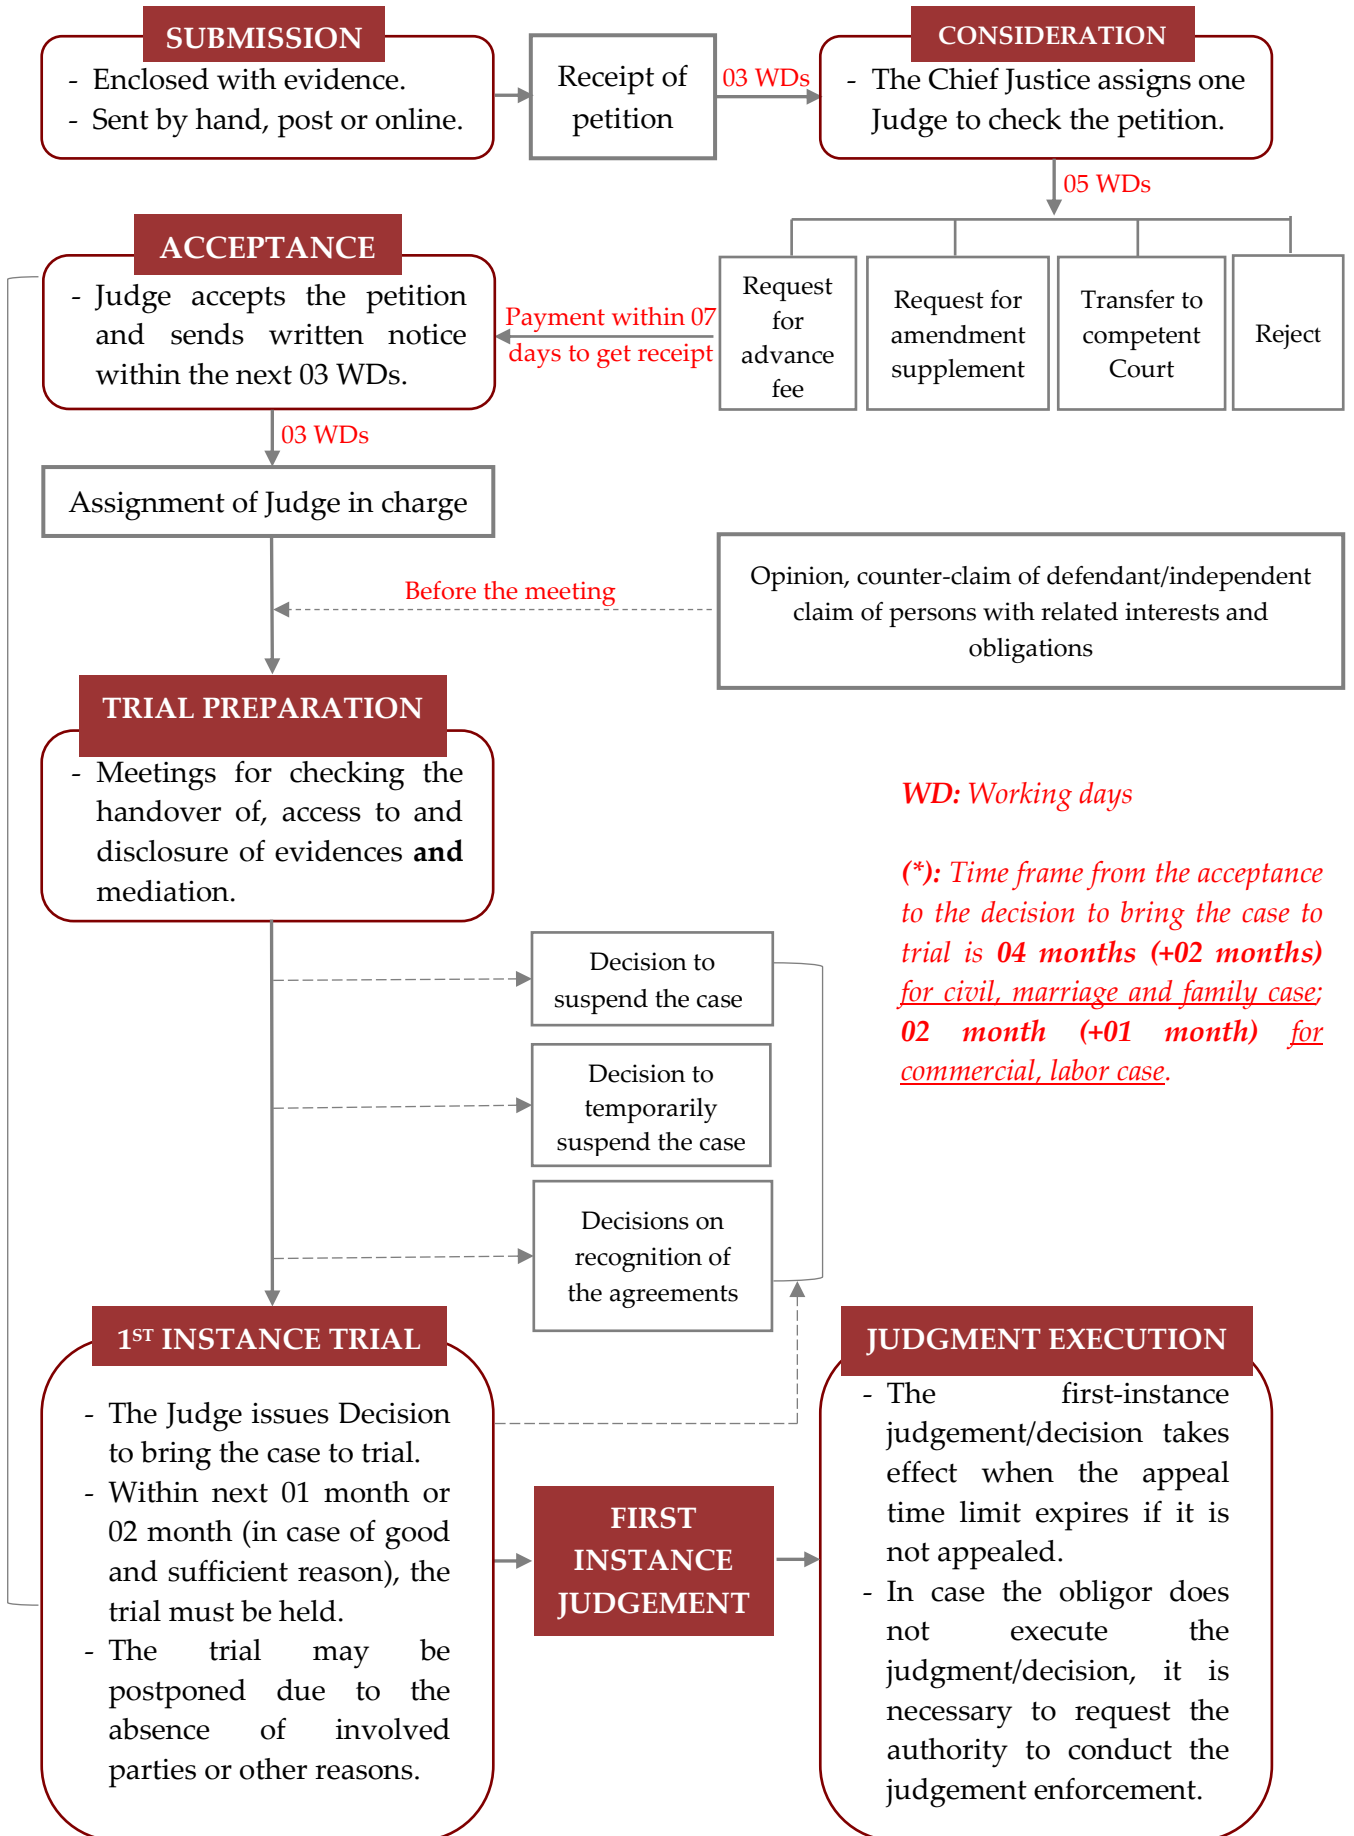 SUBMISSION
- Enclosed with evidence.
- Sent by hand, post or online.
Receipt of
petition
03 WDs
CONSIDERATION
- The Chief Justice assigns one
Judge to check the petition.
05 WDs
Request
for
advance
fee
Request for
amendment
supplement
Transfer to
competent
Court
Reject
Payment within 07
days to get receipt
ACCEPTANCE
- Judge accepts the petition
and sends written notice
within the next 03 WDs.
03 WDs
Assignment of Judge in charge
Before the meeting
Opinion, counter-claim of defendant/independent
claim of persons with related interests and
obligations
TRIAL PREPARATION
- Meetings for checking the
handover of, access to and
disclosure of evidences and
mediation.
WD: Working days
(*): Time frame from the acceptance
to the decision to bring the case to
trial is 04 months (+02 months)
for civil, marriage and family case;
02 month (+01 month) for
commercial, labor case.
Decision to
suspend the case
Decision to
temporarily
suspend the case
Decisions on
recognition of
the agreements
1ST INSTANCE TRIAL
- The Judge issues Decision
to bring the case to trial.
- Within next 01 month or
02 month (in case of good
and sufficient reason), the
trial must be held.
- The trial may be
postponed due to the
absence of involved
parties or other reasons.
FIRST
INSTANCE
JUDGEMENT
JUDGMENT EXECUTION
- The first-instance
judgement/decision takes
effect when the appeal
time limit expires if it is
not appealed.
- In case the obligor does
not execute the
judgment/decision, it is
necessary to request the
authority to conduct the
judgement enforcement.